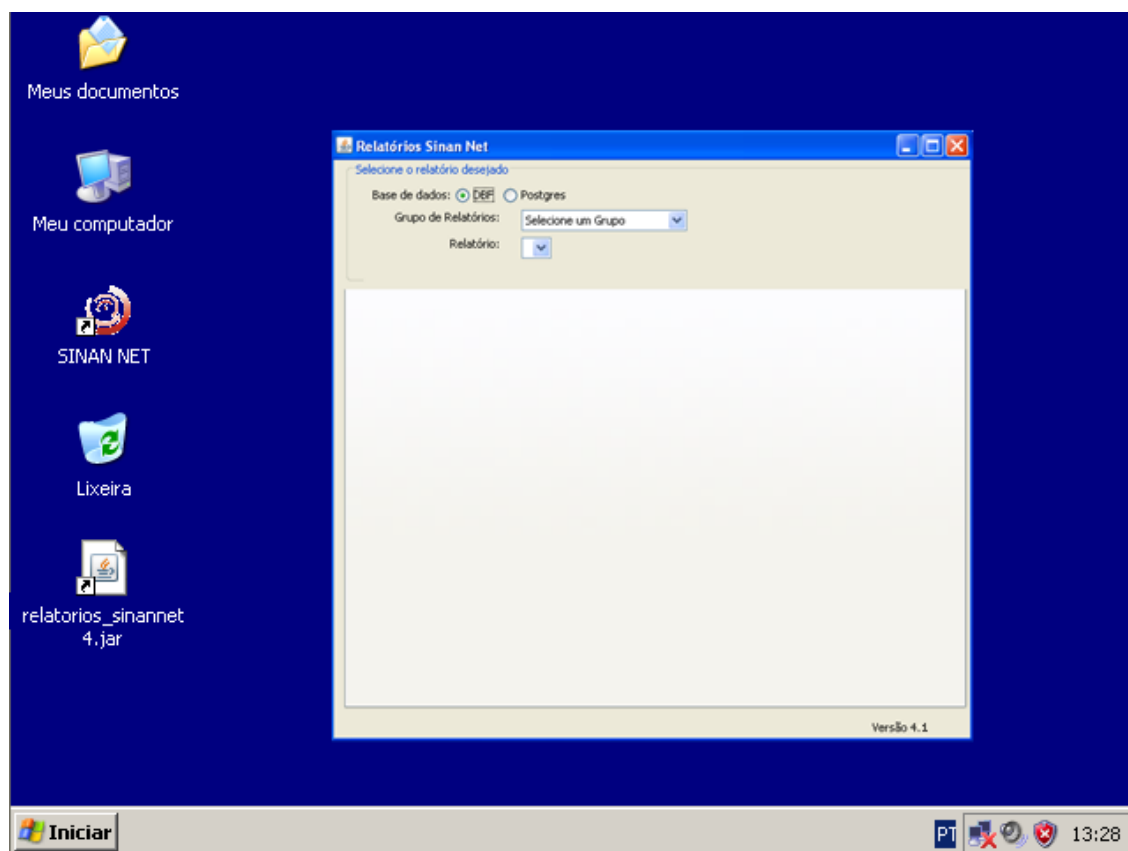 Meus documentos
Meu computador
SINAN NET
Lixeira
relatorios_sinannet
4.jar
Relatórios Sinan Net
Selecione o relatório desejado
Base de dados: DBF Postgres
Grupo de Relatórios: Selecione um Grupo
Relatório:
Versão 4.1
Iniciar
PT 13:28